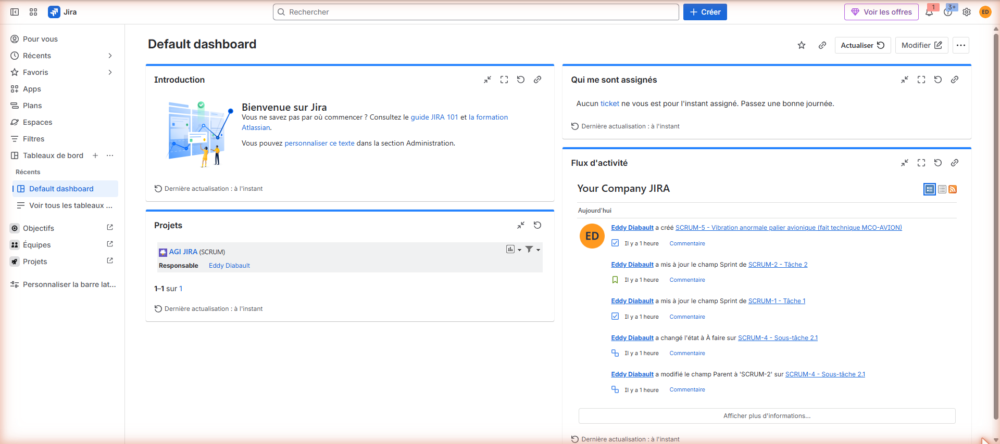 Jira
Rechercher
Créer
Voir les offres
1
3+
ED
Pour vous
Récents
Favoris
Apps
Plans
Espaces
Filtres
Tableaux de bord
Récents
Default dashboard
Voir tous les tableaux ...
Objectifs
Équipes
Projets
Personnaliser la barre lat...
Default dashboard
Actualiser
Modifier
Introduction
Bienvenue sur Jira
Vous ne savez pas par où commencer ? Consultez le guide JIRA 101 et la formation
Atlassian.
Vous pouvez personnaliser ce texte dans la section Administration.
Dernière actualisation : à l'instant
Projets
AGI JIRA (SCRUM)
Responsable Eddy Diabault
1–1 sur 1
Dernière actualisation : à l'instant
Qui me sont assignés
Aucun ticket ne vous est pour l'instant assigné. Passez une bonne journée.
Dernière actualisation : à l'instant
Flux d'activité
Your Company JIRA
Aujourd'hui
ED
Eddy Diabault a créé SCRUM-5 - Vibration anormale palier avionique (fait technique MCO-AVION)
Il y a 1 heure Commentaire
Eddy Diabault a mis à jour le champ Sprint de SCRUM-2 - Tâche 2
Il y a 1 heure Commentaire
Eddy Diabault a mis à jour le champ Sprint de SCRUM-1 - Tâche 1
Il y a 1 heure Commentaire
Eddy Diabault a changé l'état à À faire sur SCRUM-4 - Sous-tâche 2.1
Il y a 1 heure Commentaire
Eddy Diabault a modifié le champ Parent à 'SCRUM-2' sur SCRUM-4 - Sous-tâche 2.1
Il y a 1 heure Commentaire
Afficher plus d'informations...
Dernière actualisation : à l'instant